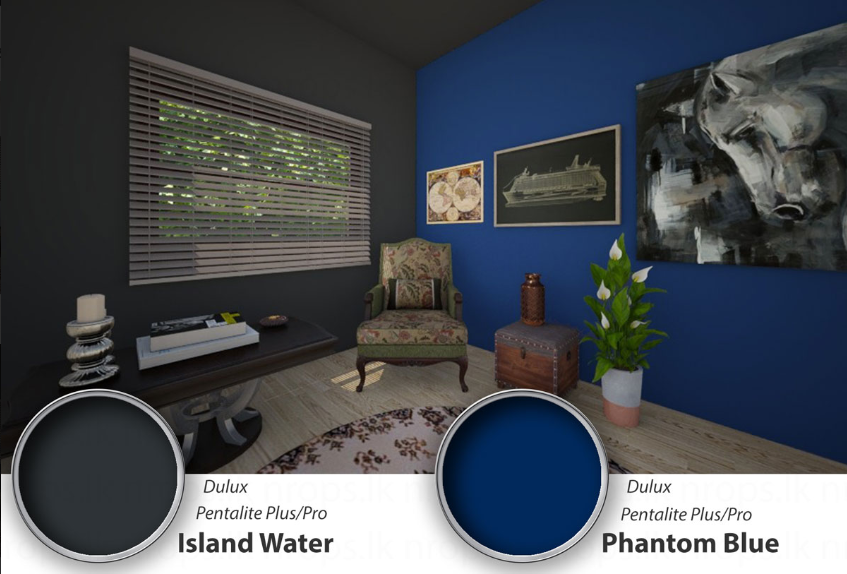 Dulux
Pentalite Plus/Pro
Island Water
Dulux
Pentalite Plus/Pro
Phantom Blue